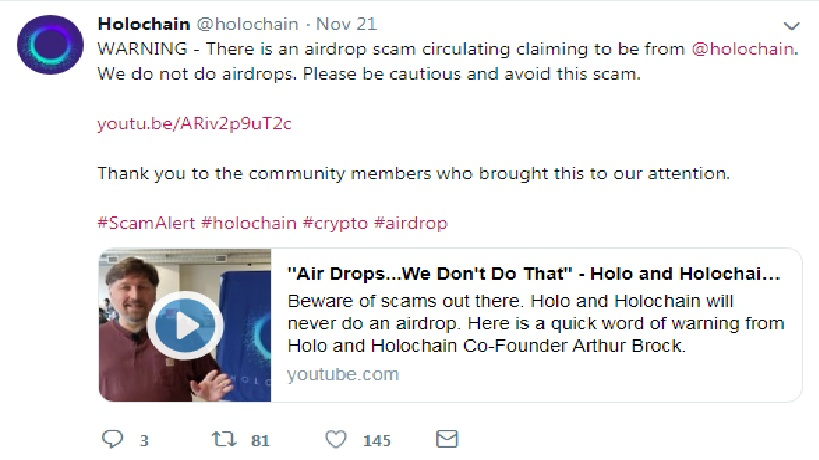 Holochain @holochain · Nov 21
WARNING - There is an airdrop scam circulating claiming to be from @holochain.
We do not do airdrops. Please be cautious and avoid this scam.
youtu.be/ARiv2p9uT2c
Thank you to the community members who brought this to our attention.
#ScamAlert #holochain #crypto #airdrop
"Air Drops...We Don't Do That" - Holo and Holochai...
Beware of scams out there. Holo and Holochain will
never do an airdrop. Here is a quick word of warning from
Holo and Holochain Co-Founder Arthur Brock.
youtube.com
HOLO
3 81 145